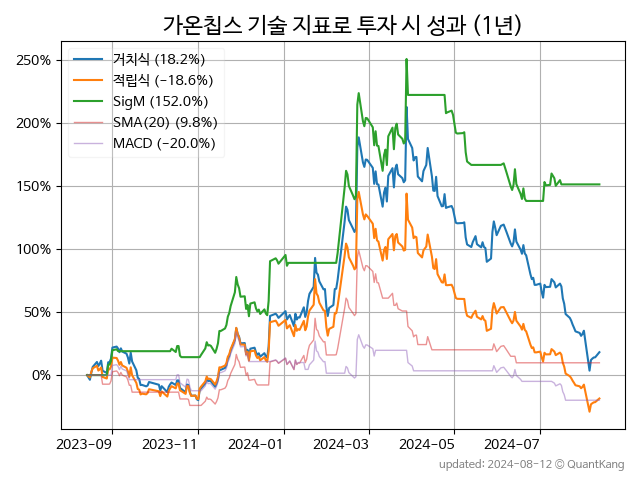 가온칩스 기술 지표로 투자 시 성과 (1년)
250%
200%
150%
100%
50%
0%
거치식 (18.2%)
적립식 (−18.6%)
SigM (152.0%)
SMA(20) (9.8%)
MACD (−20.0%)
2023-09
2023-11
2024-01
2024-03
2024-05
2024-07
updated: 2024-08-12 © QuantKang